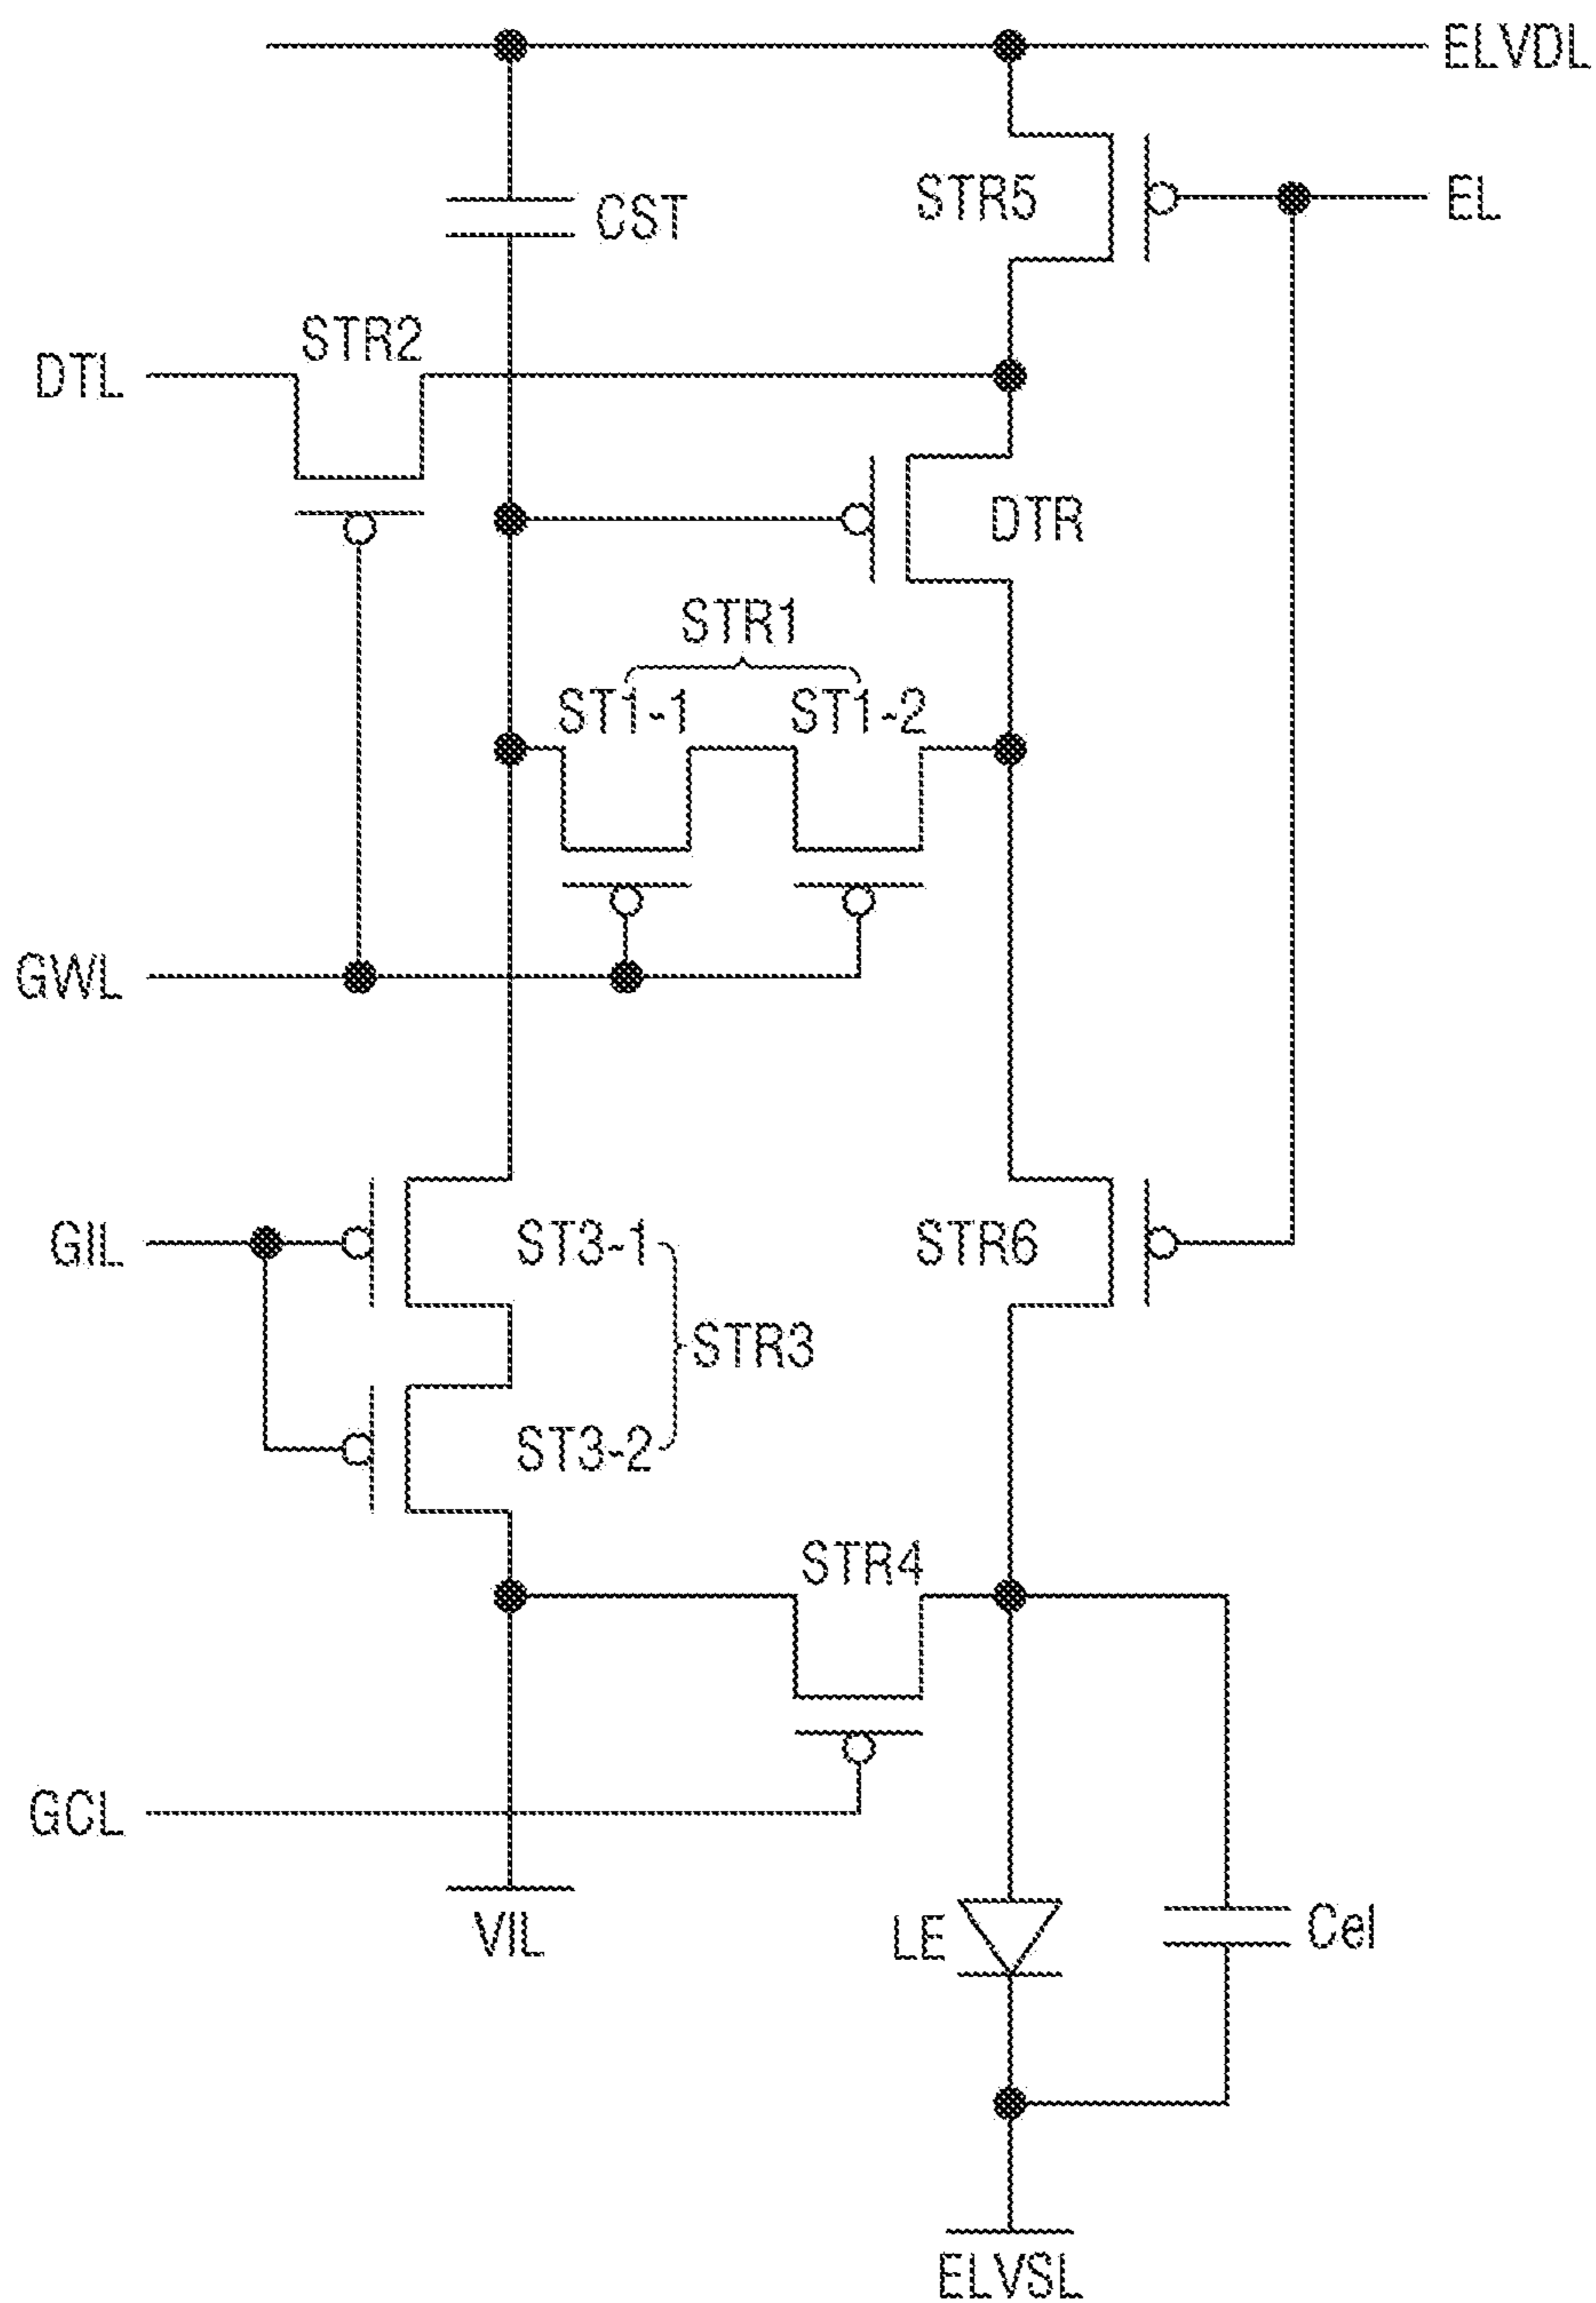 ELVDL
CST
STR5
EL
STR2
DTL
DTR
STR1
ST1-1
ST1-2
GWL
GIL
ST3-1
STR6
STR3
ST3-2
STR4
GCL
VIL
LE
Cel
ELVSL